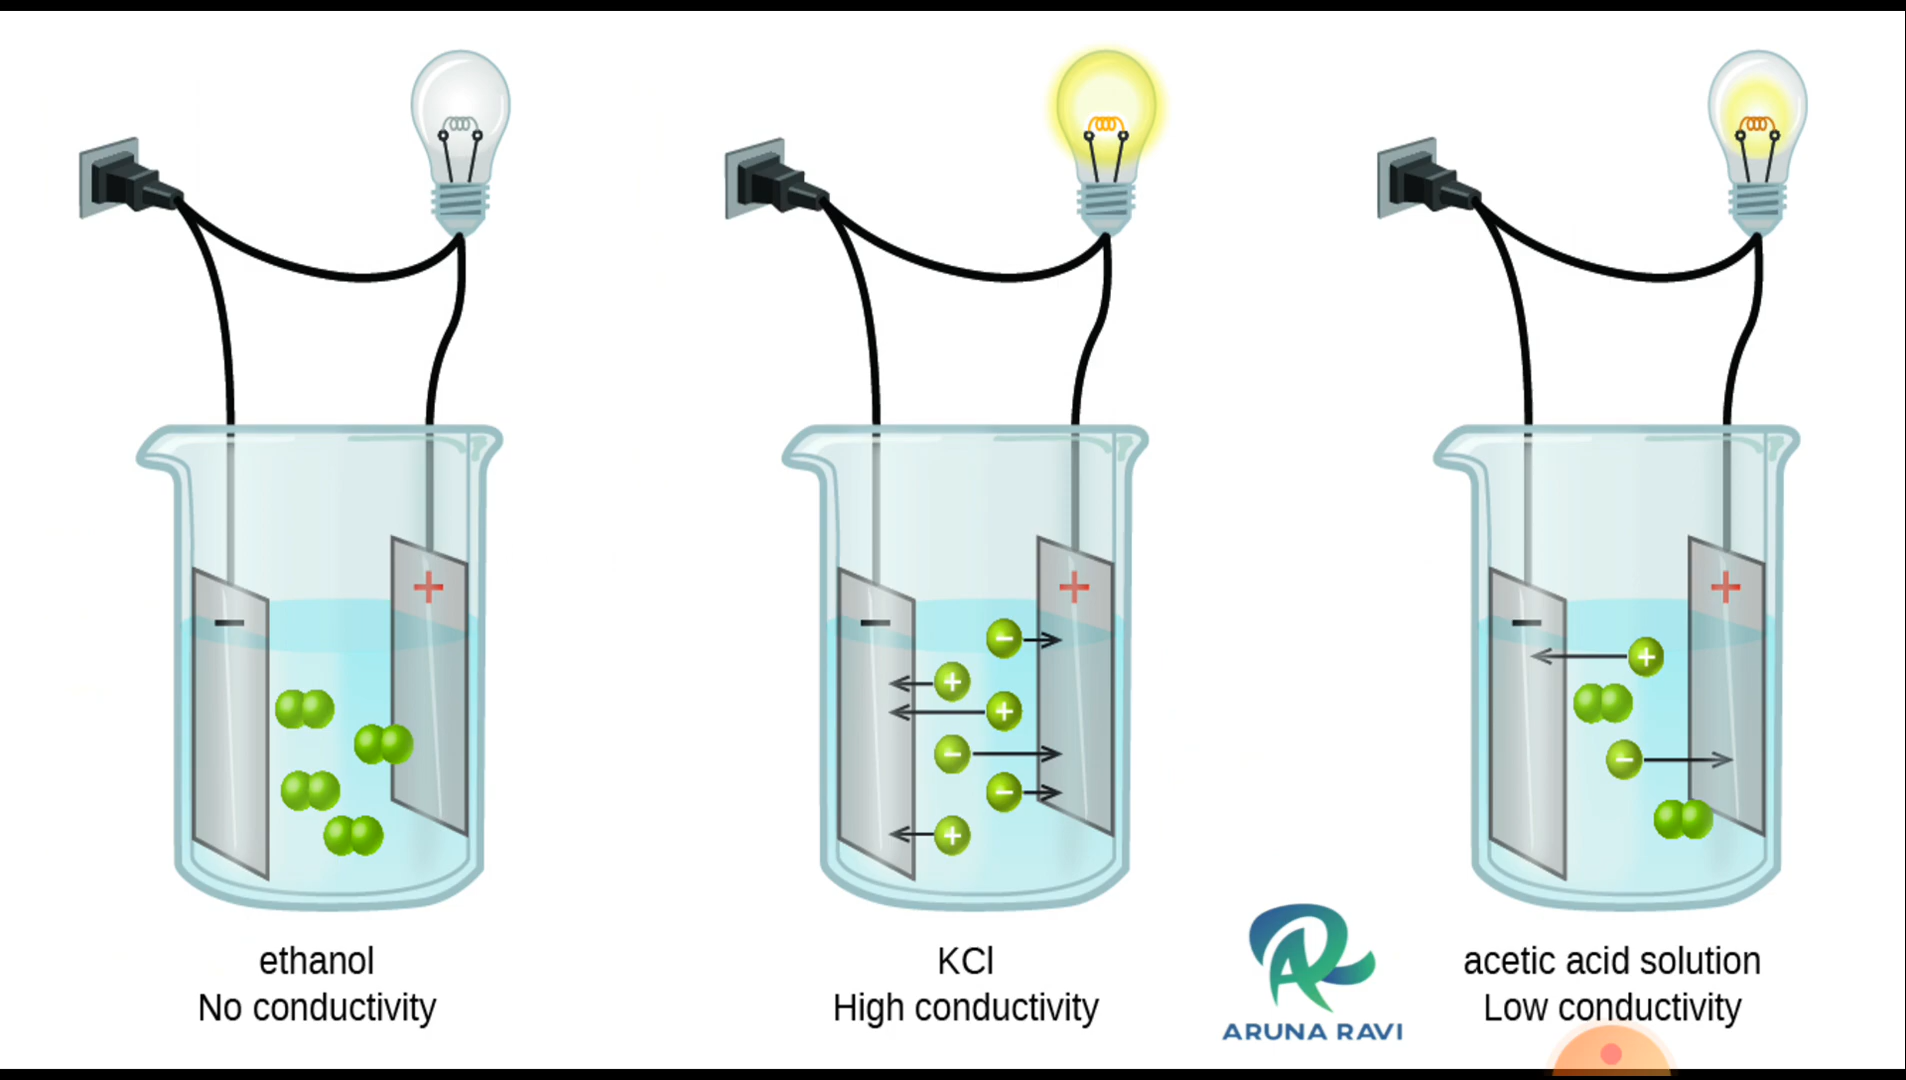 ethanol
No conductivity
KCl
High conductivity
ARUNA RAVI
acetic acid solution
Low conductivity